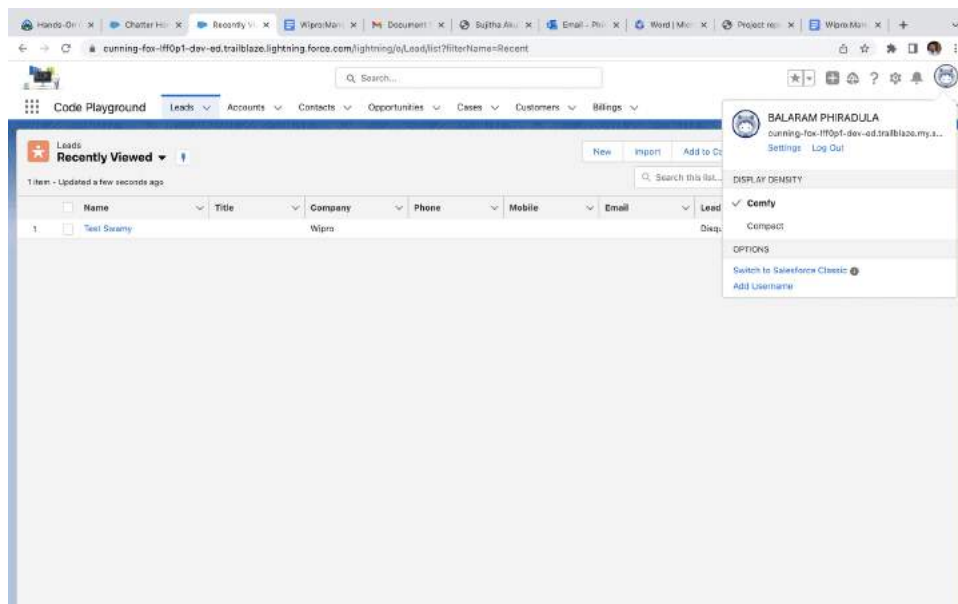 Hands-On
Chatter Ho
Recently Vi
Wipro:Man
Document
Sujitha Aku
Email - Phi
Word | Mic
Project rep
Wipro Man
cunning-fox-lff0p1-dev-ed.trailblaze.lightning.force.com/lightning/o/Lead/list?filterName=Recent
Search...
Code Playground Leads Accounts Contacts Opportunities Cases Customers Billings
BALARAM PHIRADULA
cunning-fox-lff0p1-dev-ed.trailblaze.my.s...
Settings Log Out
Leads
Recently Viewed
New Import Add to Ca
1 item - Updated a few seconds ago
Search this list...
DISPLAY DENSITY
Comfy
Compact
Name Title Company Phone Mobile Email Lead
1 Test Swamy Wipro Disqu
OPTIONS
Switch to Salesforce Classic
Add Username